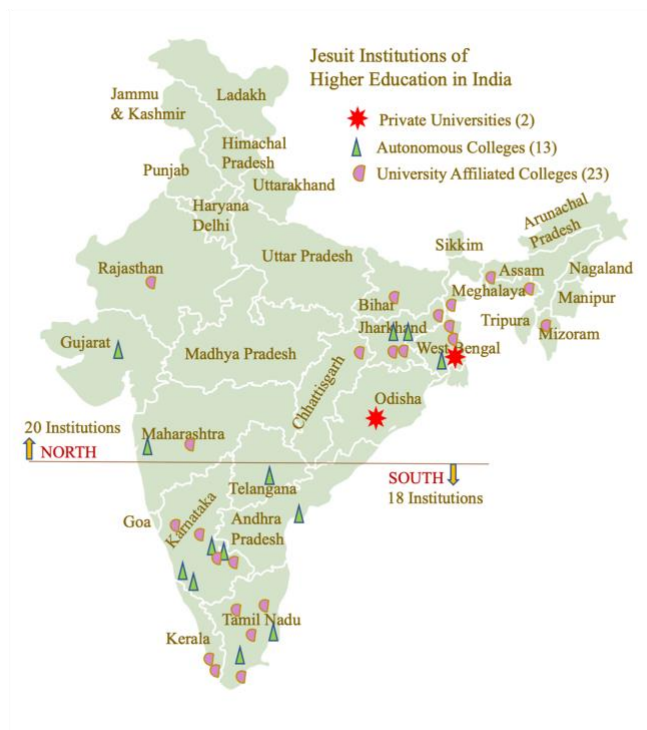 Jesuit Institutions of
Higher Education in India
Private Universities (2)
Autonomous Colleges (13)
University Affiliated Colleges (23)
Jammu
& Kashmir
Ladakh
Himachal
Pradesh
Punjab
Uttarakhand
Haryana
Delhi
Arunachal
Pradesh
Sikkim
Uttar Pradesh
Rajasthan
Assam
Nagaland
Meghalaya
Manipur
Bihar
Tripura
Mizoram
Jharkhand
Gujarat
Madhya Pradesh
West Bengal
Chhattisgarh
Odisha
20 Institutions
NORTH
Maharashtra
SOUTH
18 Institutions
Telangana
Goa
Karnataka
Andhra
Pradesh
Tamil Nadu
Kerala